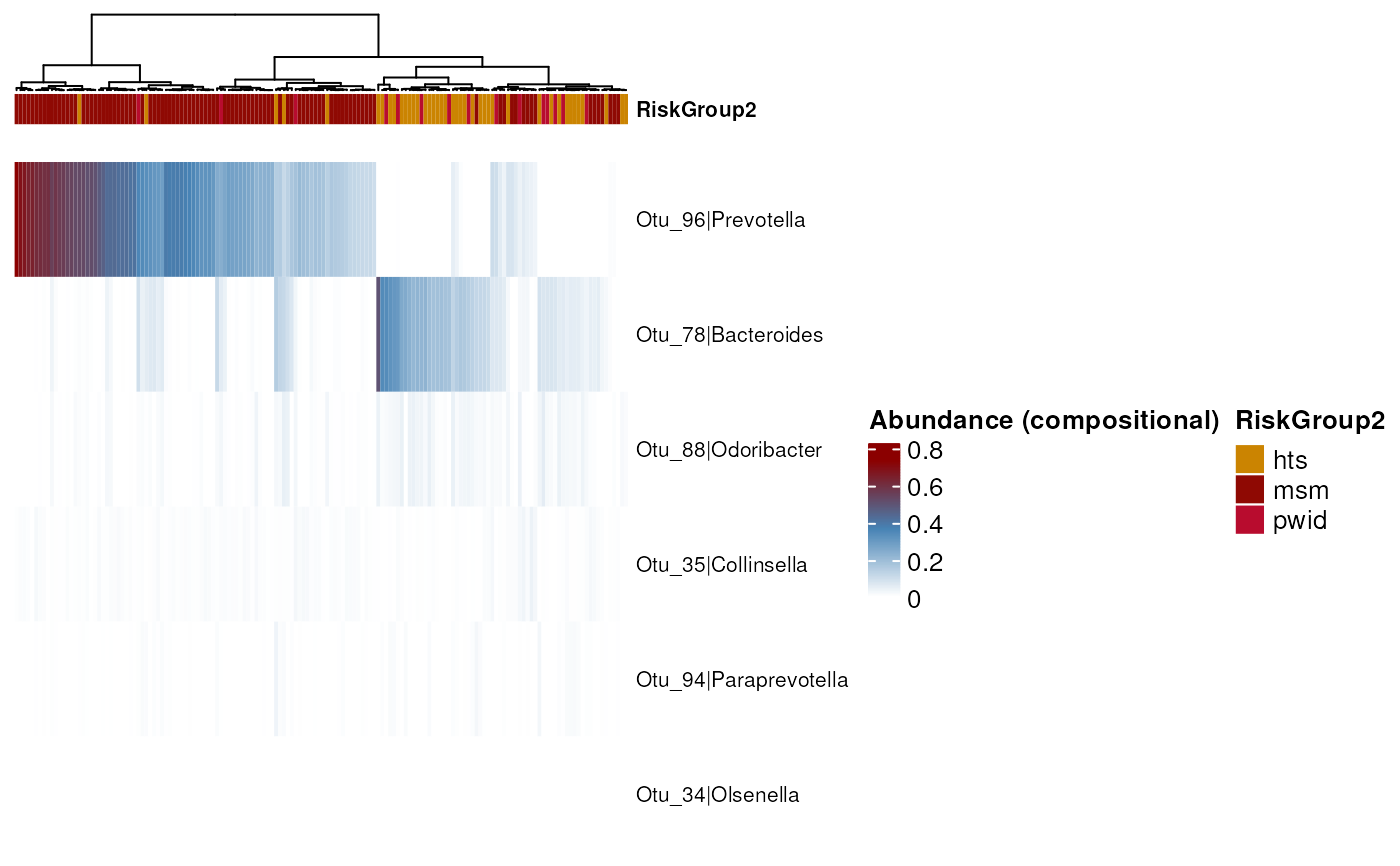 RiskGroup2
Otu_96|Prevotella
Otu_78|Bacteroides
Otu_88|Odoribacter
Otu_35|Collinsella
Otu_94|Paraprevotella
Otu_34|Olsenella
Abundance (compositional)
0.8
0.6
0.4
0.2
0
RiskGroup2
hts
msm
pwid